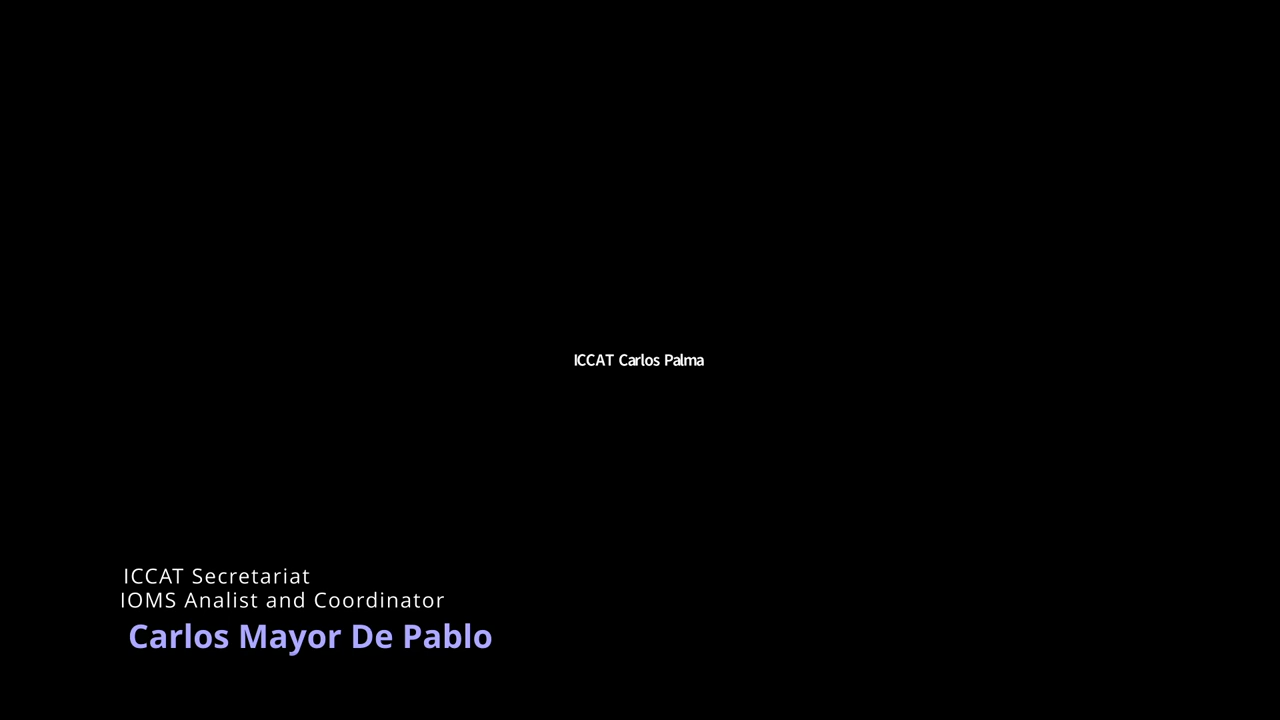 ICCAT Carlos Palma
ICCAT Secretariat
IOMS Analist and Coordinator
Carlos Mayor De Pablo